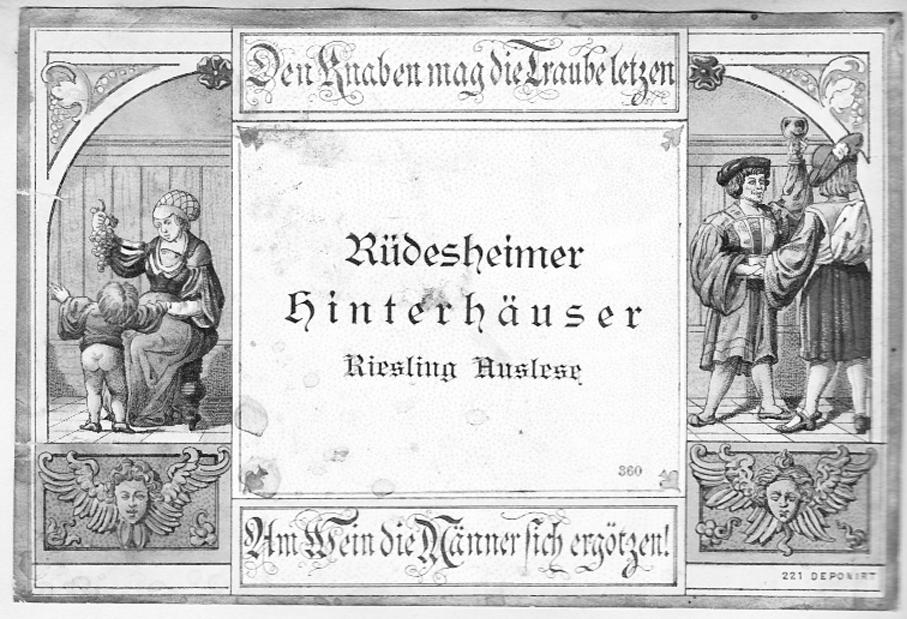 Den Knaben mag die Traube letzen
Rüdesheimer
Hinterhäuser
Riesling Auslese
360
Am Wein die Männer sich ergötzen!
221 DEPONIRT